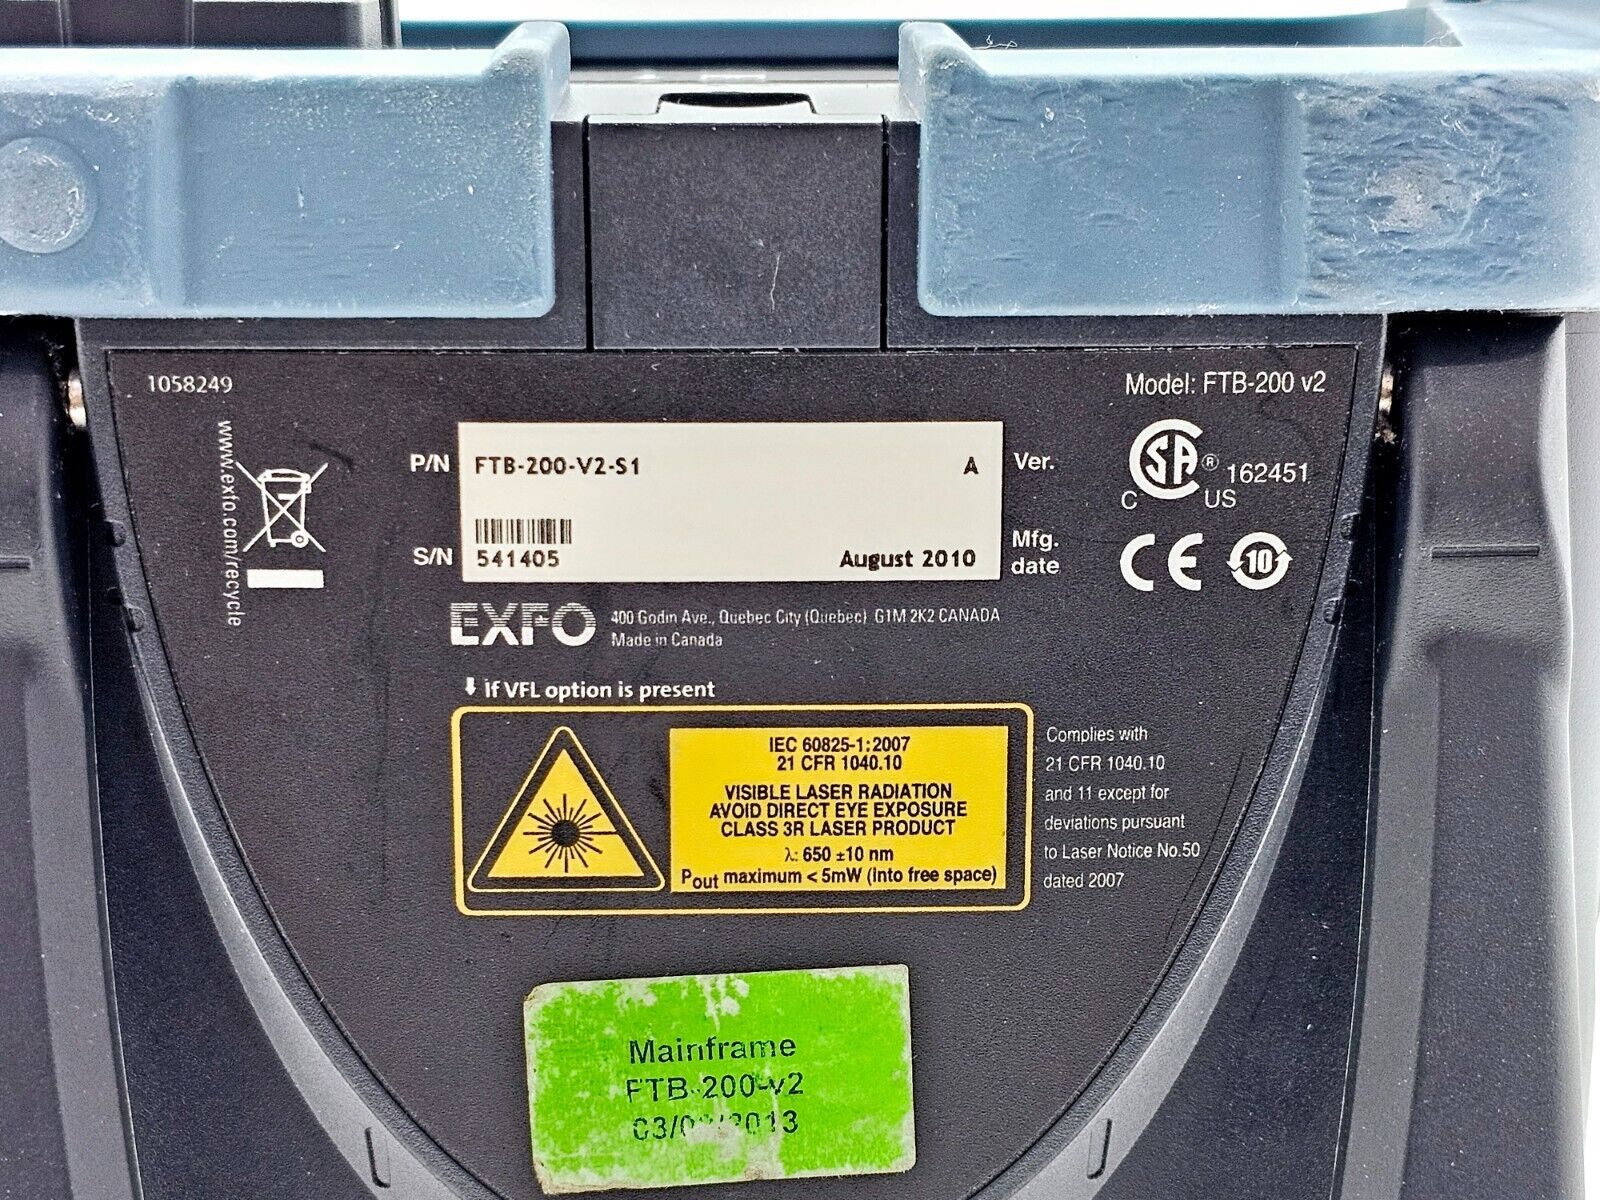 1058249
Model: FTB-200 v2
www.exfo.com/recycle
P/N FTB-200-V2-S1 A Ver.
S/N 541405 August 2010 Mfg. date
CSA ® 162451
C US
CE 10
EXFO 400 Godin Ave., Quebec City (Quebec) G1M 2K2 CANADA
Made in Canada
⬇ if VFL option is present
IEC 60825-1:2007
21 CFR 1040.10
VISIBLE LASER RADIATION
AVOID DIRECT EYE EXPOSURE
CLASS 3R LASER PRODUCT
λ: 650 ±10 nm
Pout maximum < 5mW (into free space)
Complies with
21 CFR 1040.10
and 11 except for
deviations pursuant
to Laser Notice No.50
dated 2007
Mainframe
FTB-200-v2